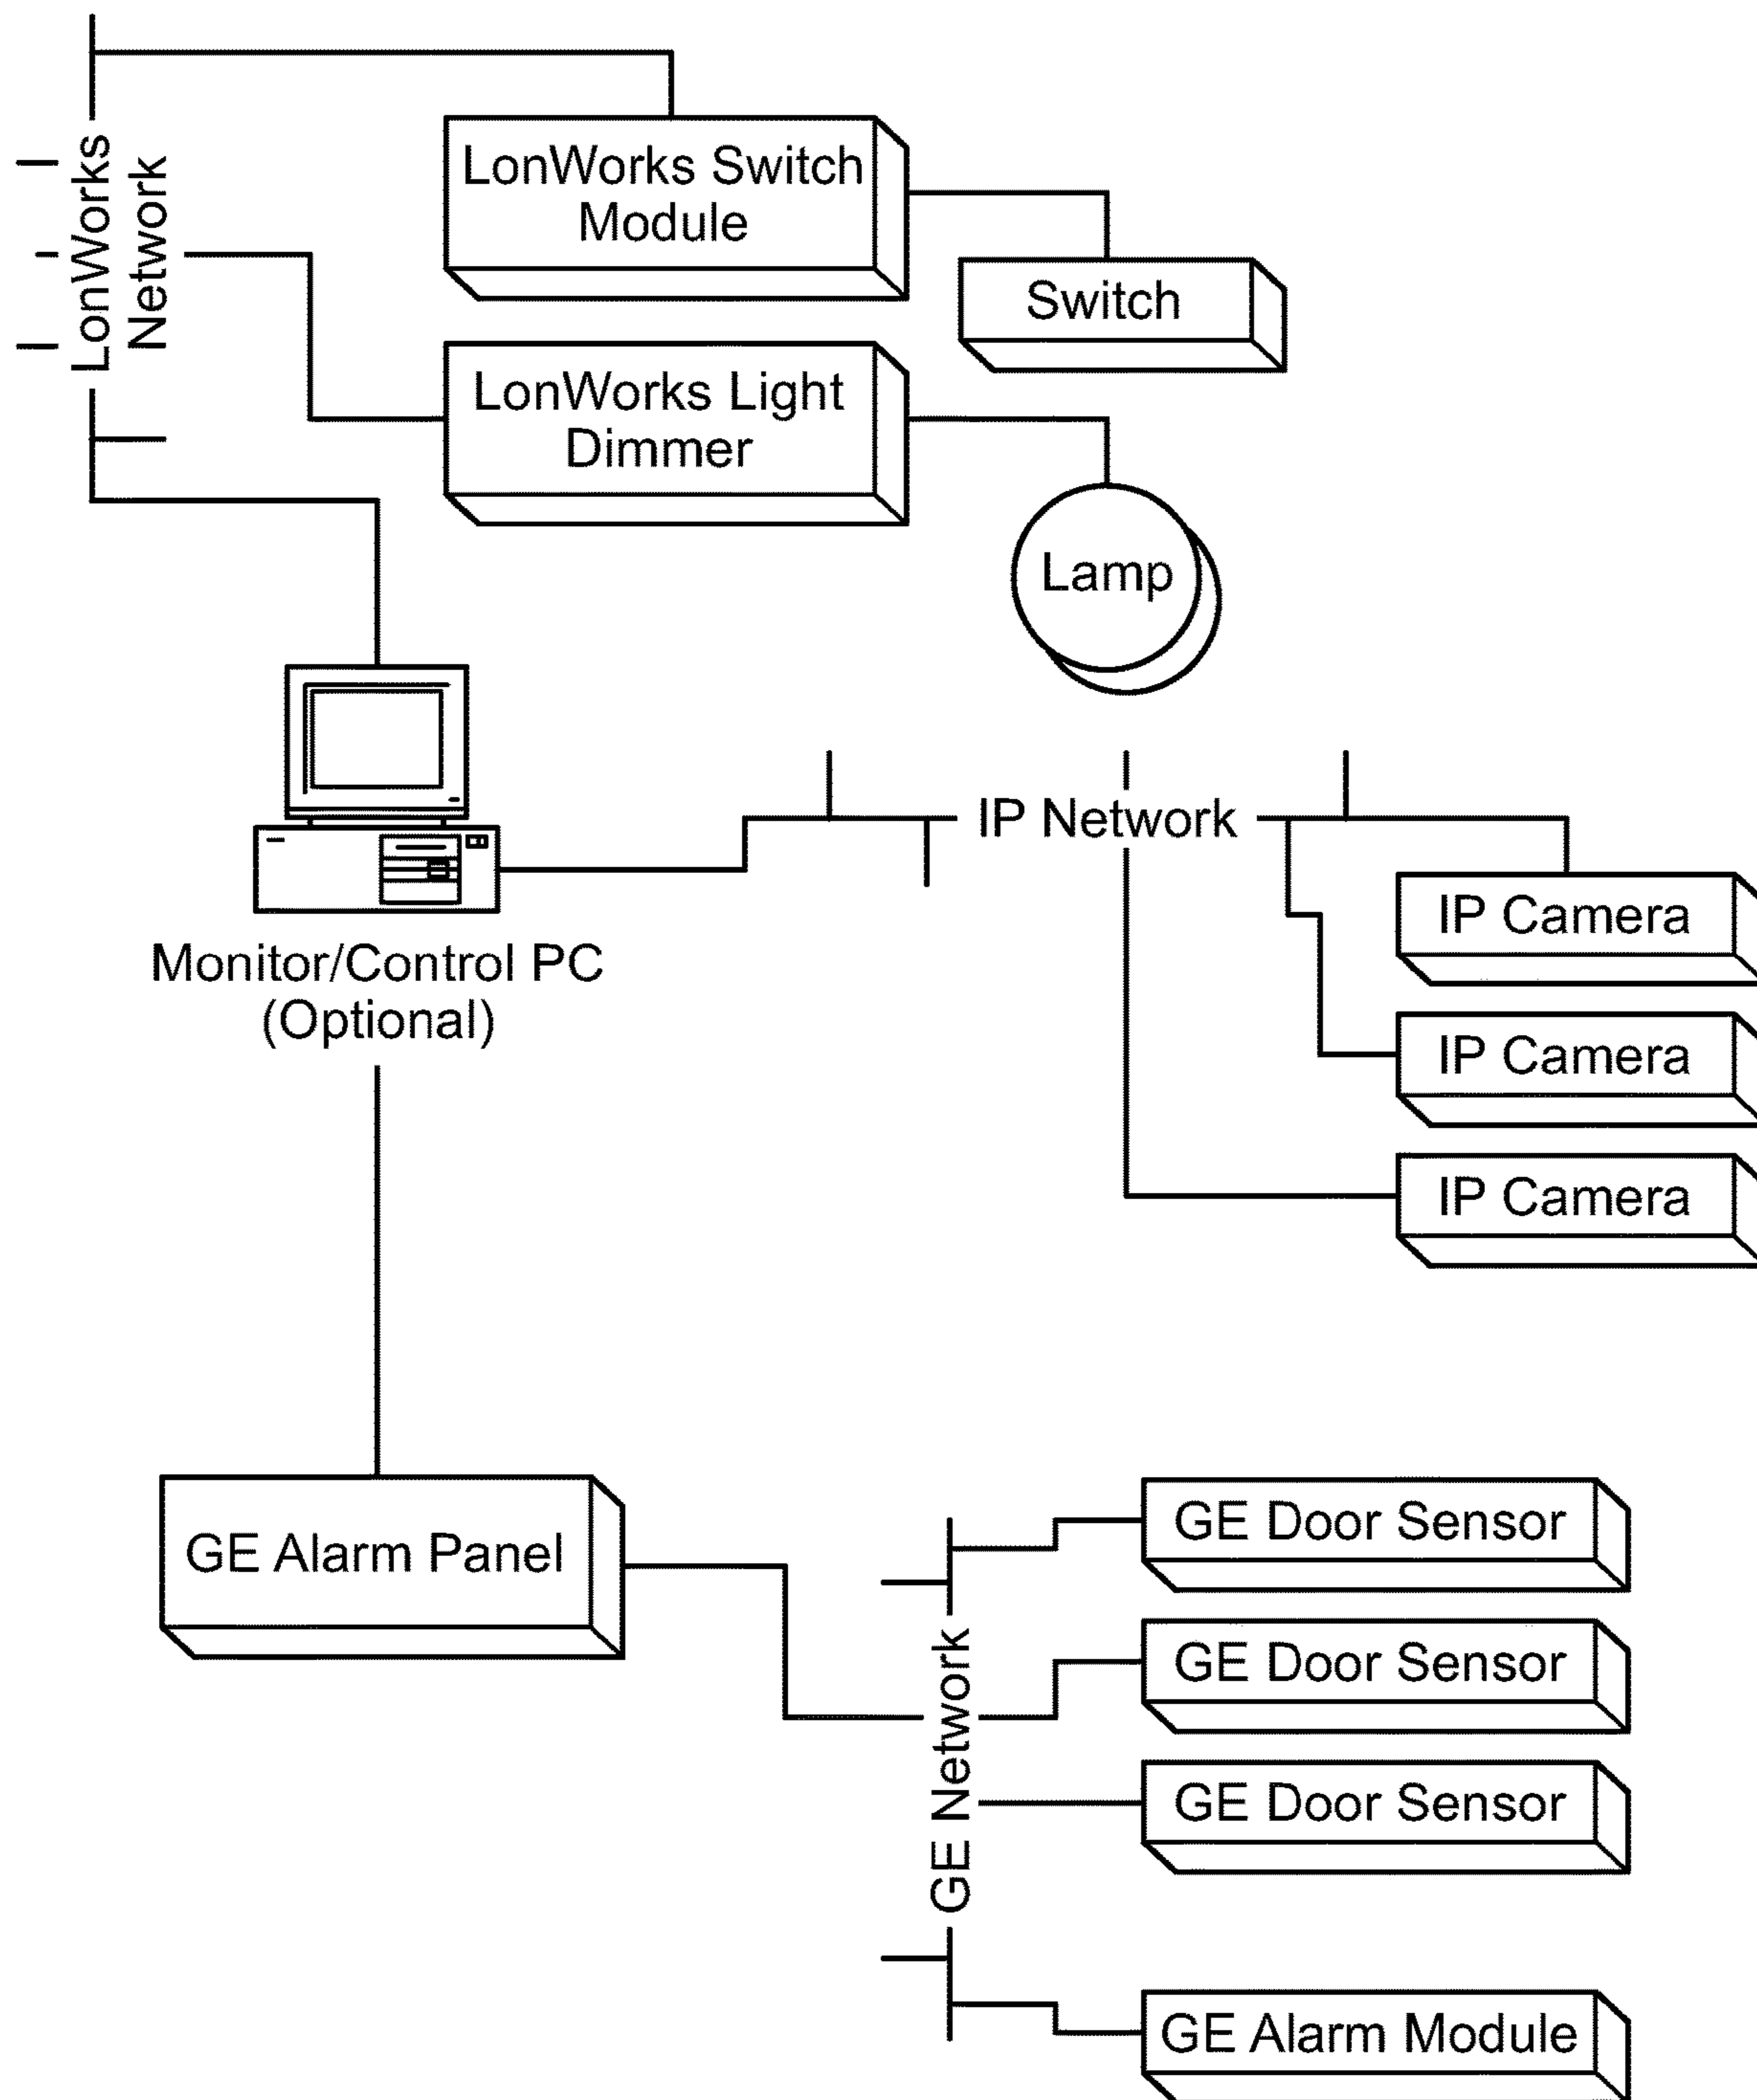 LonWorks
Network
LonWorks Switch
Module
Switch
LonWorks Light
Dimmer
Lamp
IP Network
IP Camera
Monitor/Control PC
(Optional)
IP Camera
IP Camera
GE Alarm Panel
GE Network
GE Door Sensor
GE Door Sensor
GE Door Sensor
GE Alarm Module